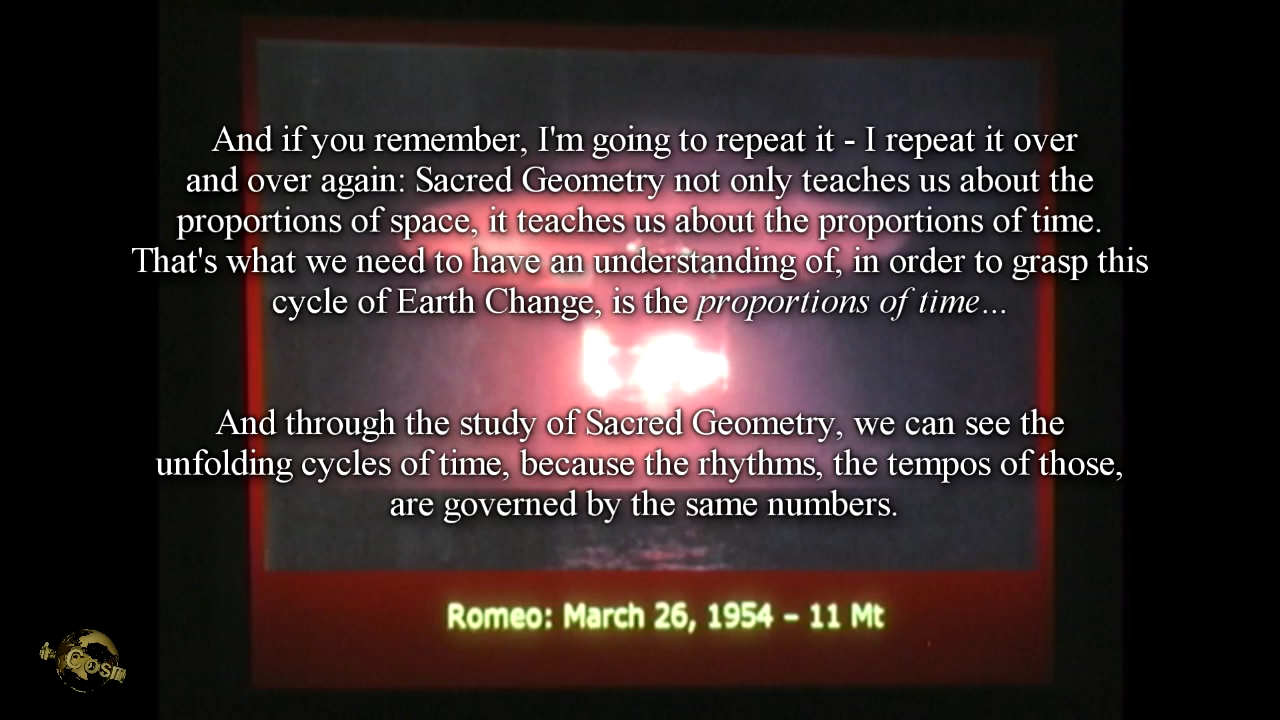 And if you remember, I'm going to repeat it - I repeat it over
and over again: Sacred Geometry not only teaches us about the
proportions of space, it teaches us about the proportions of time.
That's what we need to have an understanding of, in order to grasp this
cycle of Earth Change, is the proportions of time...
And through the study of Sacred Geometry, we can see the
unfolding cycles of time, because the rhythms, the tempos of those,
are governed by the same numbers.
Romeo: March 26, 1954 – 11 Mt